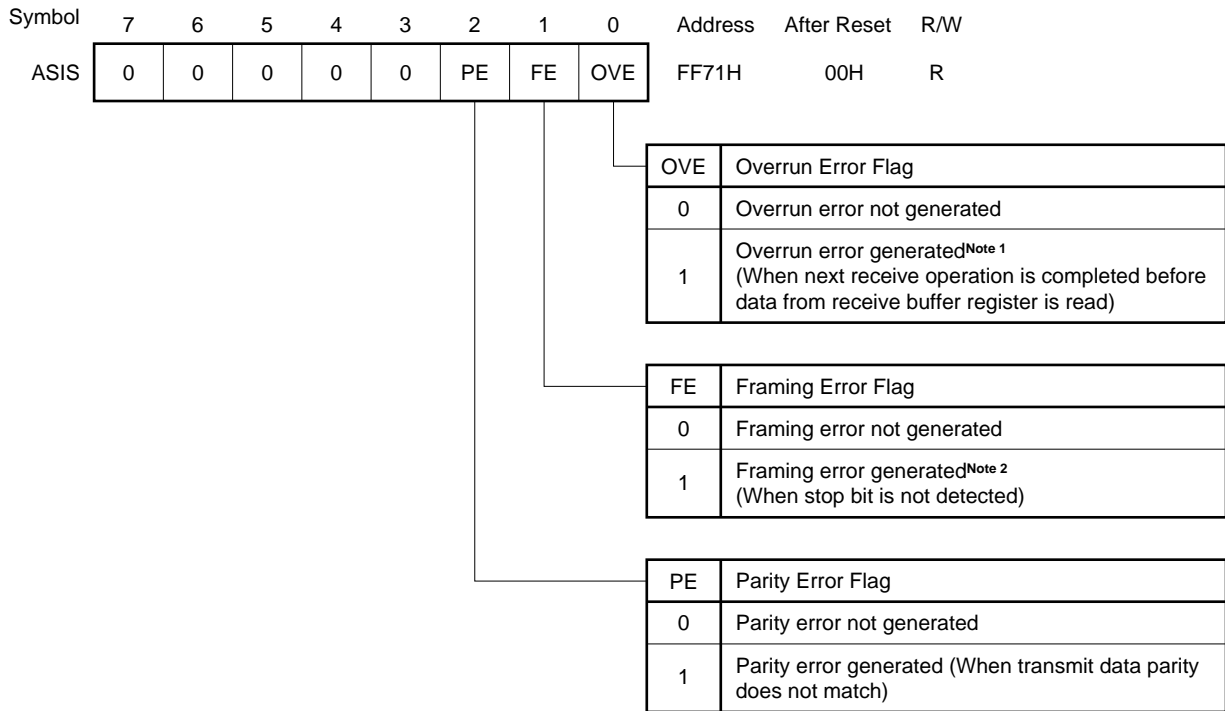 Symbol 7 6 5 4 3 2 1 0 Address After Reset R/W
ASIS 0 0 0 0 0 PE FE OVE FF71H 00H R
OVE Overrun Error Flag
0 Overrun error not generated
1 Overrun error generatedNote 1
(When next receive operation is completed before
data from receive buffer register is read)
FE Framing Error Flag
0 Framing error not generated
1 Framing error generatedNote 2
(When stop bit is not detected)
PE Parity Error Flag
0 Parity error not generated
1 Parity error generated (When transmit data parity
does not match)